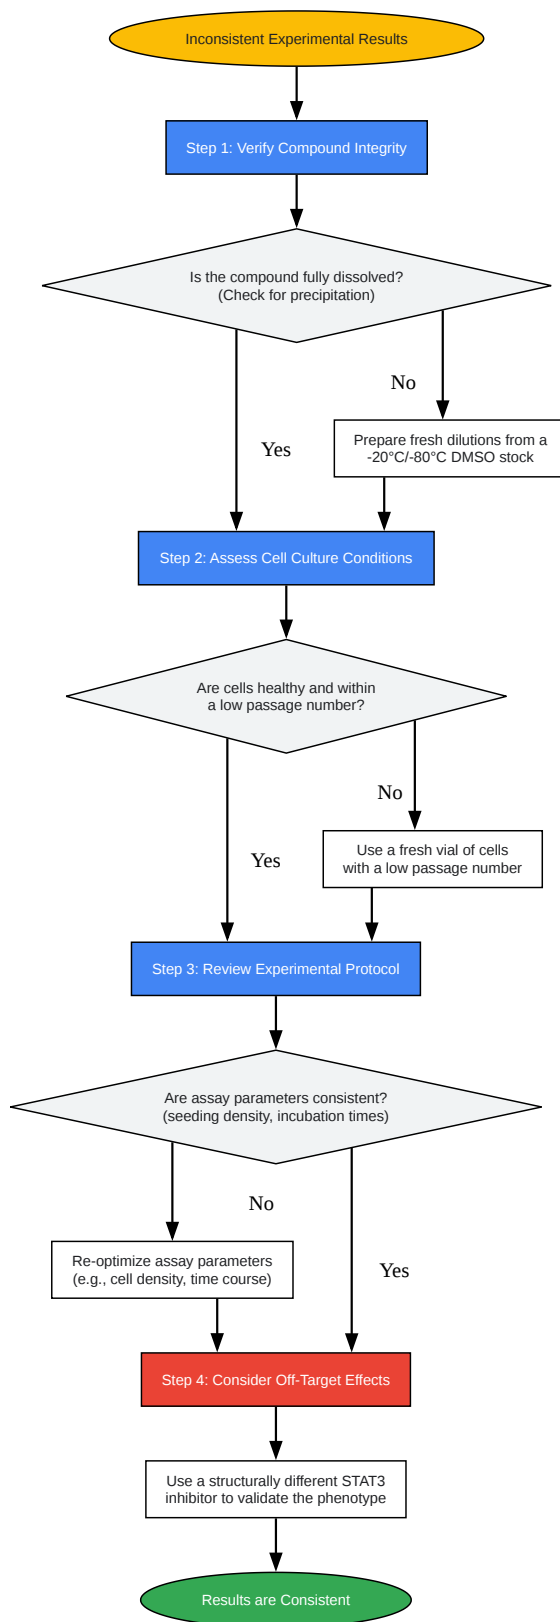 Inconsistent Experimental Results
Step 1: Verify Compound Integrity
Is the compound fully dissolved?
(Check for precipitation)
No
Prepare fresh dilutions from a
-20°C/-80°C DMSO stock
Yes
Step 2: Assess Cell Culture Conditions
Are cells healthy and within
a low passage number?
No
Use a fresh vial of cells
with a low passage number
Yes
Step 3: Review Experimental Protocol
Are assay parameters consistent?
(seeding density, incubation times)
No
Re-optimize assay parameters
(e.g., cell density, time course)
Yes
Step 4: Consider Off-Target Effects
Use a structurally different STAT3
inhibitor to validate the phenotype
Results are Consistent